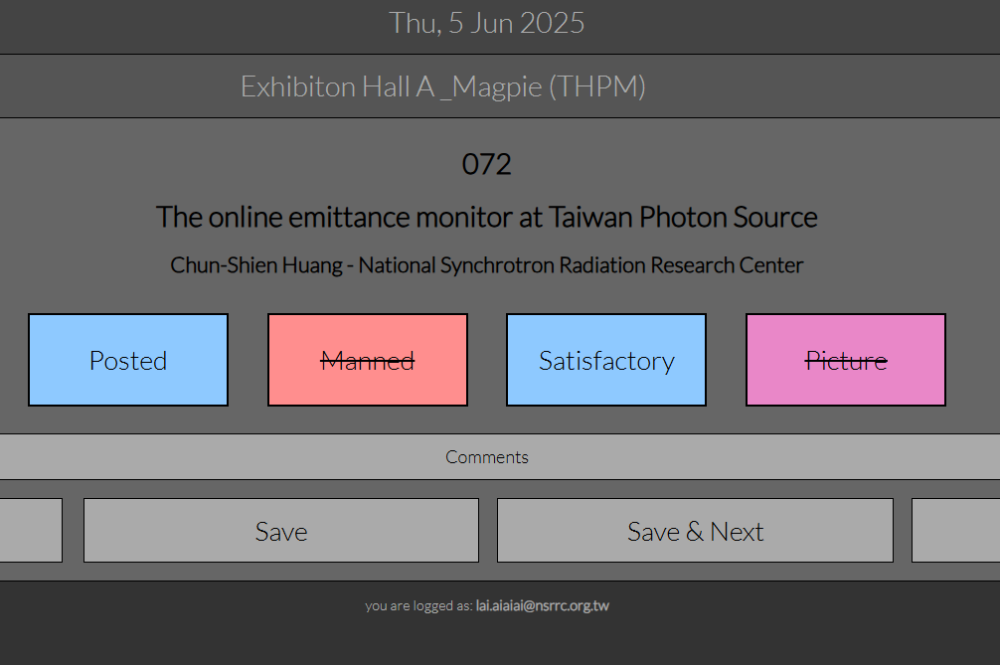 Thu, 5 Jun 2025
Exhibiton Hall A _Magpie (THPM)
072
The online emittance monitor at Taiwan Photon Source
Chun-Shien Huang - National Synchrotron Radiation Research Center
Posted Manned Satisfactory Picture
Comments
Save Save & Next
you are logged as: lai.aiaiai@nsrrc.org.tw